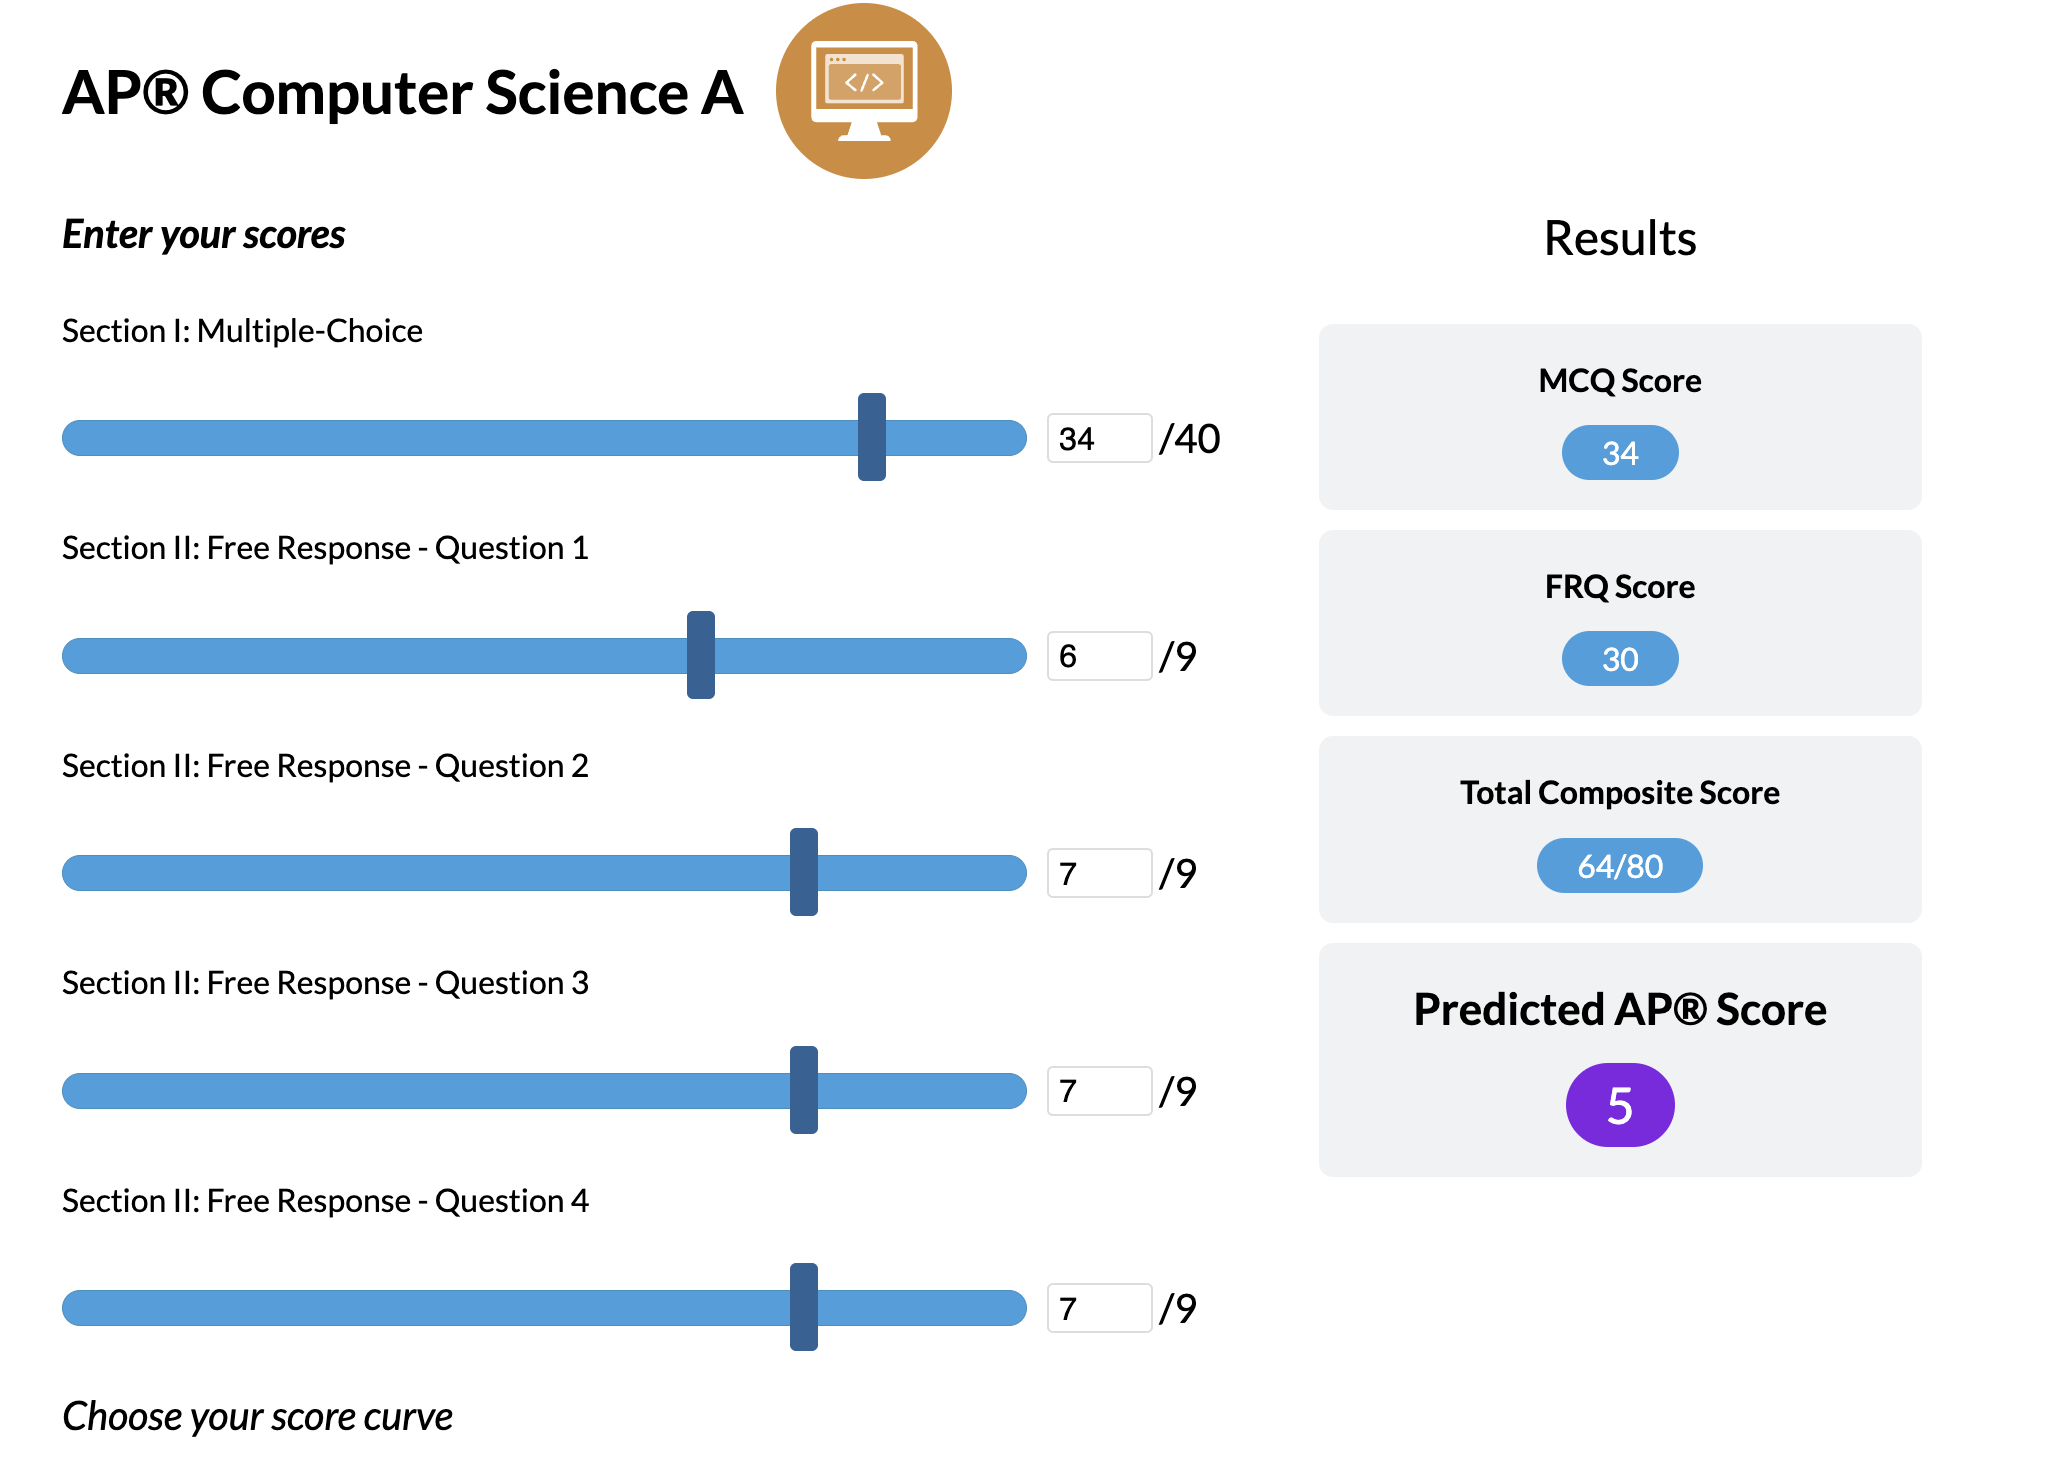 AP® Computer Science A
</>
Enter your scores
Section I: Multiple-Choice
34 /40
Section II: Free Response - Question 1
6 /9
Section II: Free Response - Question 2
7 /9
Section II: Free Response - Question 3
7 /9
Section II: Free Response - Question 4
7 /9
Choose your score curve
Results
MCQ Score
34
FRQ Score
30
Total Composite Score
64/80
Predicted AP® Score
5